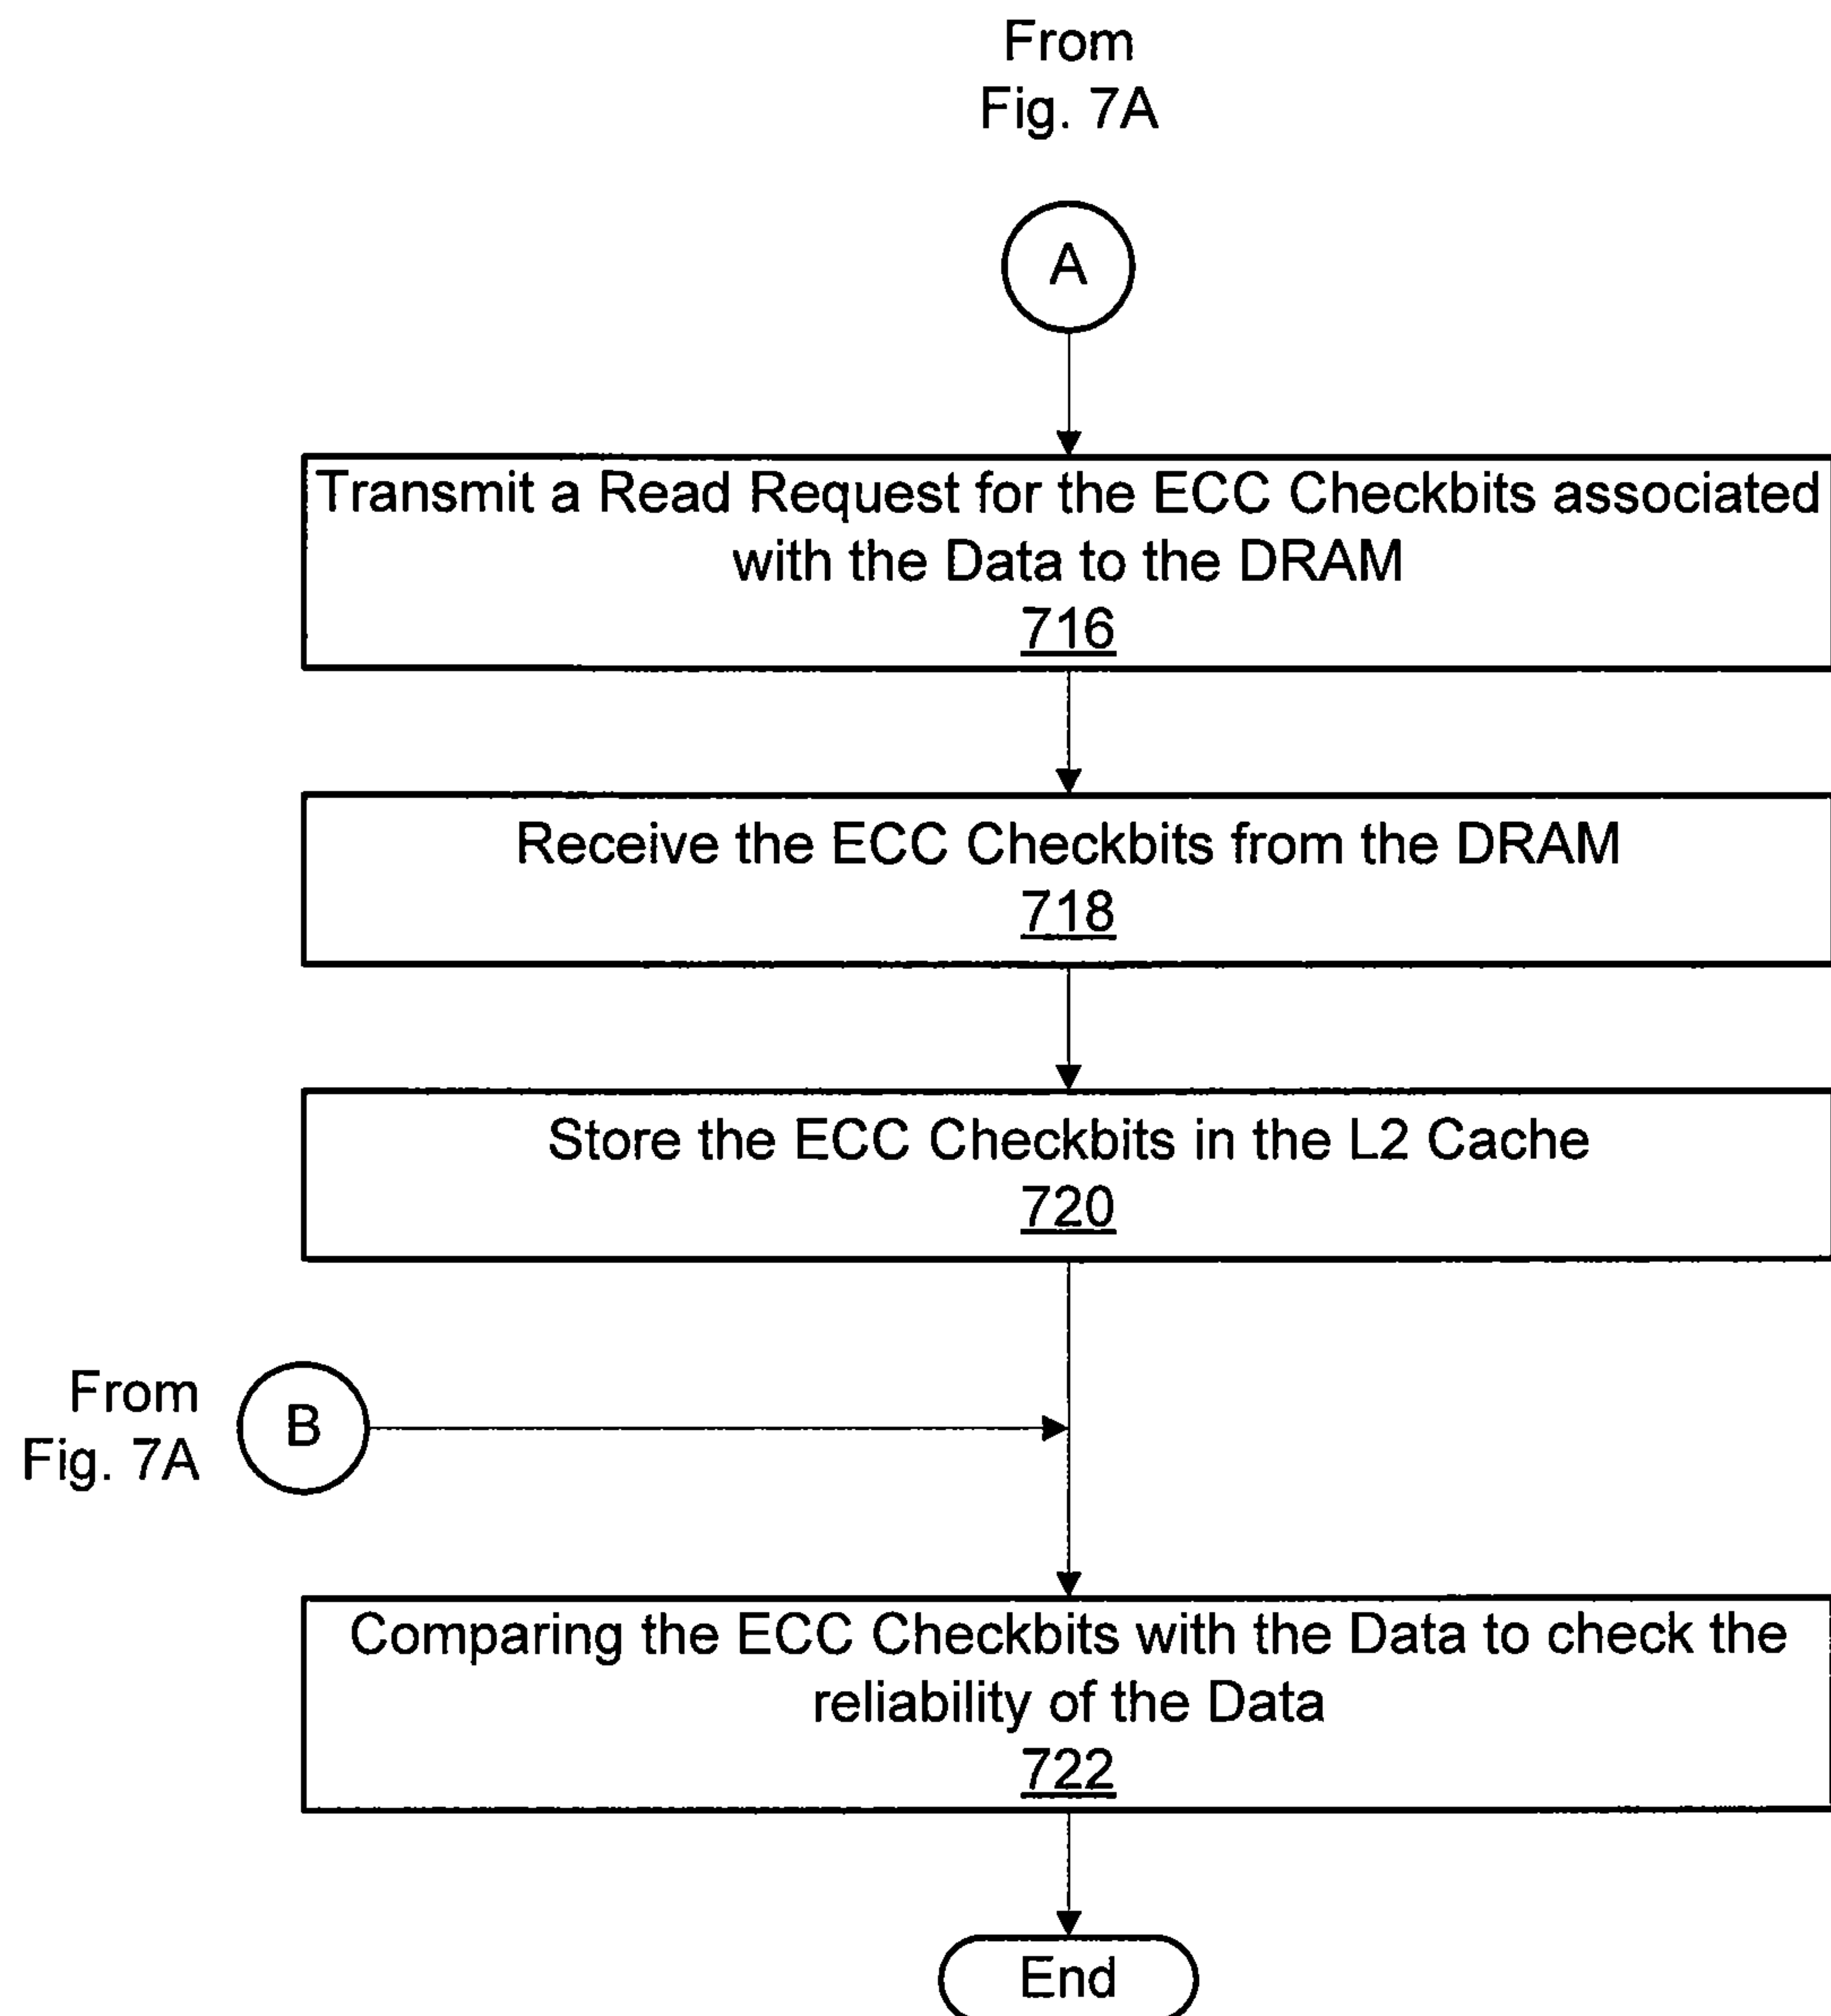 From
Fig. 7A
A
Transmit a Read Request for the ECC Checkbits associated
with the Data to the DRAM
716
Receive the ECC Checkbits from the DRAM
718
Store the ECC Checkbits in the L2 Cache
720
From
Fig. 7A
B
Comparing the ECC Checkbits with the Data to check the
reliability of the Data
722
End